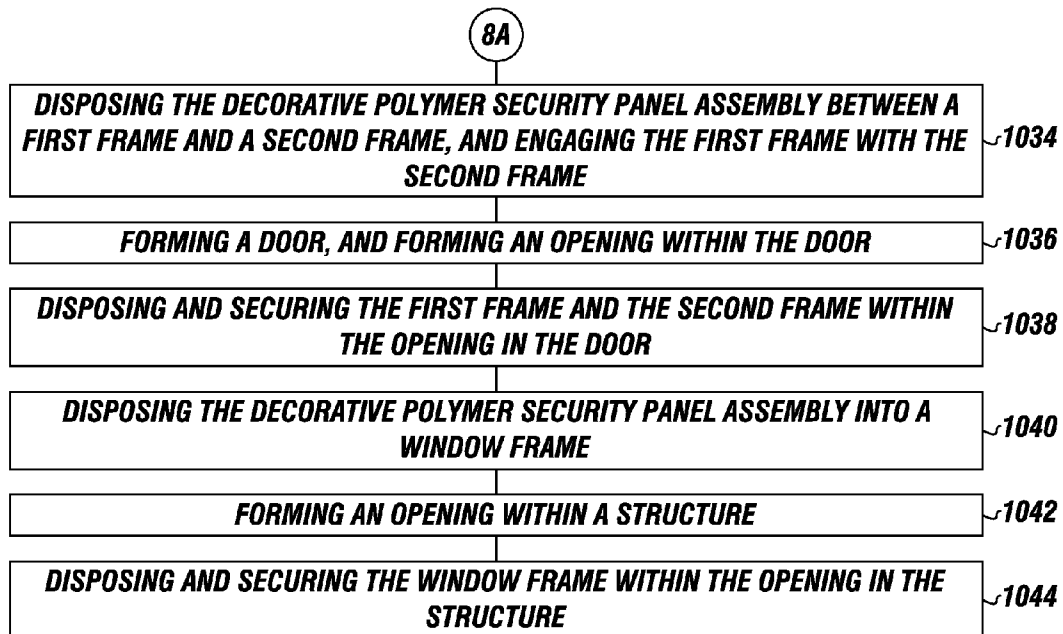 8A
DISPOSING THE DECORATIVE POLYMER SECURITY PANEL ASSEMBLY BETWEEN A
FIRST FRAME AND A SECOND FRAME, AND ENGAGING THE FIRST FRAME WITH THE
SECOND FRAME
1034
FORMING A DOOR, AND FORMING AN OPENING WITHIN THE DOOR
1036
DISPOSING AND SECURING THE FIRST FRAME AND THE SECOND FRAME WITHIN
THE OPENING IN THE DOOR
1038
DISPOSING THE DECORATIVE POLYMER SECURITY PANEL ASSEMBLY INTO A
WINDOW FRAME
1040
FORMING AN OPENING WITHIN A STRUCTURE
1042
DISPOSING AND SECURING THE WINDOW FRAME WITHIN THE OPENING IN THE
STRUCTURE
1044